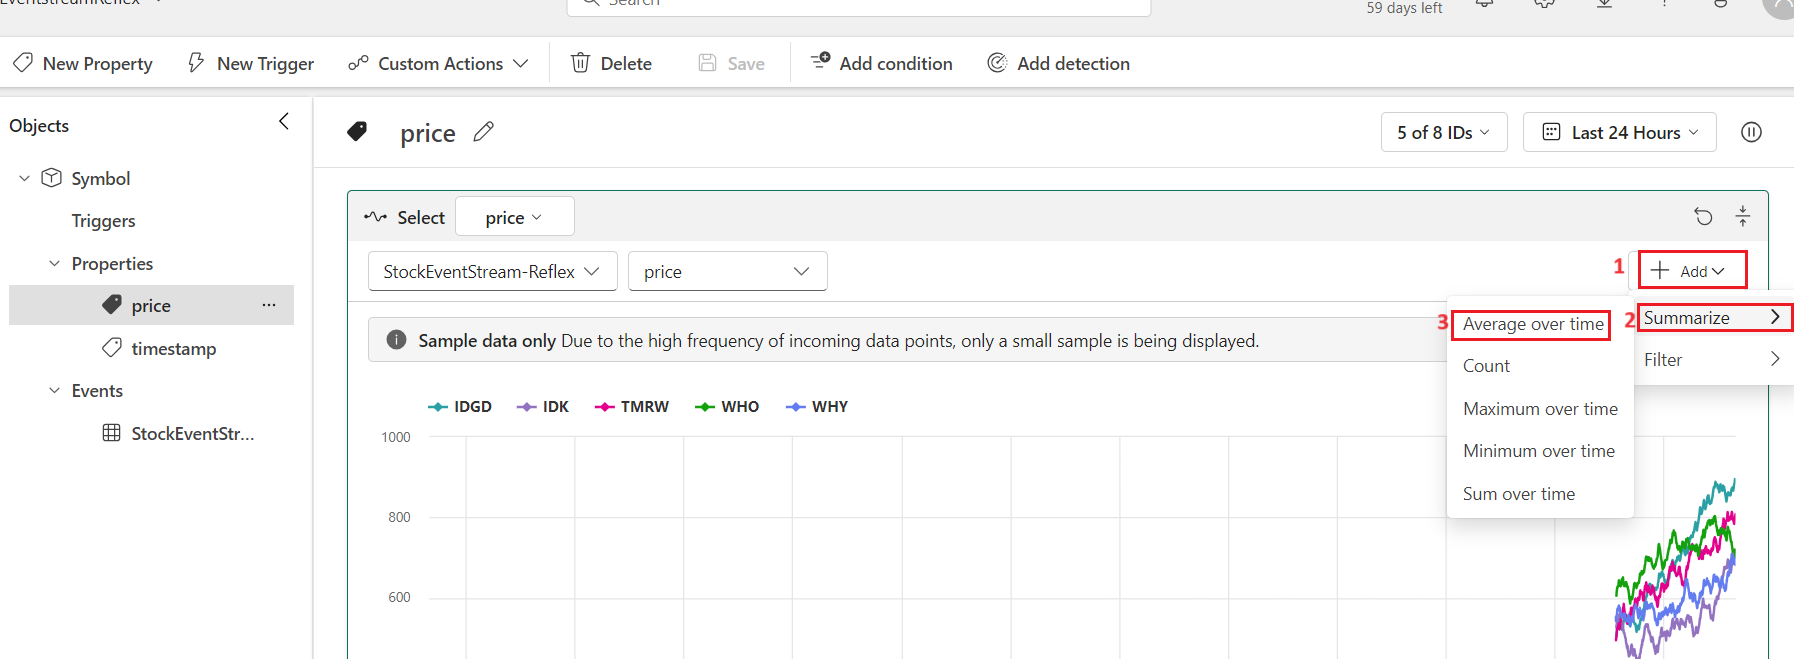 EventstreamReflex
Search
59 days left
New Property
New Trigger
Custom Actions
Delete
Save
Add condition
Add detection
Objects
Symbol
Triggers
Properties
price
...
timestamp
Events
StockEventStr...
price
5 of 8 IDs
Last 24 Hours
Select
price
StockEventStream-Reflex
price
1
Add
2
Summarize
Filter
3
Average over time
Count
Maximum over time
Minimum over time
Sum over time
Sample data only Due to the high frequency of incoming data points, only a small sample is being displayed.
IDGD
IDK
TMRW
WHO
WHY
1000
800
600